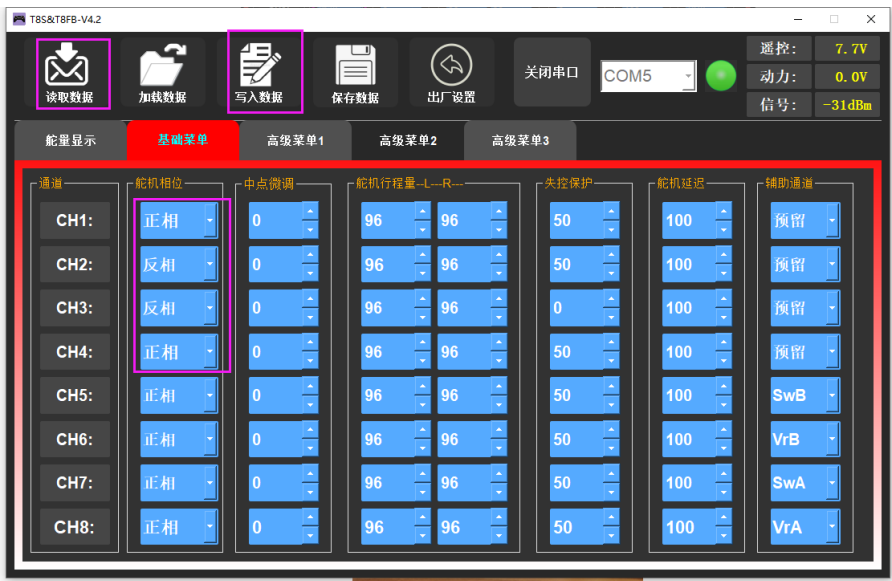 T8S&T8FB-V4.2
读取数据 加载数据 写入数据 保存数据 出厂设置 关闭串口 COM5
遥控: 7.7V
动力: 0.0V
信号: -31dBm
舵量显示 基础菜单 高级菜单1 高级菜单2 高级菜单3
通道 舵机相位 中点微调 舵机行程量--L---R--- 失控保护 舵机延迟 辅助通道
CH1: 正相 0 96 96 50 100 预留
CH2: 反相 0 96 96 50 100 预留
CH3: 反相 0 96 96 0 100 预留
CH4: 正相 0 96 96 50 100 预留
CH5: 正相 0 96 96 50 100 SwB
CH6: 正相 0 96 96 50 100 VrB
CH7: 正相 0 96 96 50 100 SwA
CH8: 正相 0 96 96 50 100 VrA